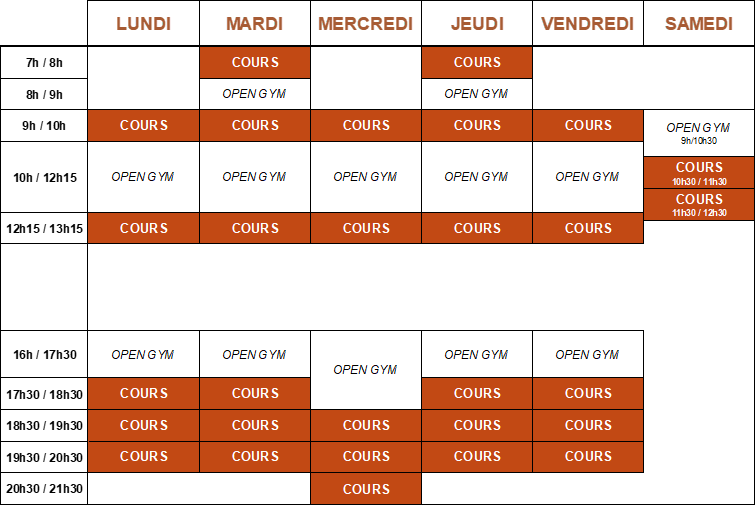 LUNDI MARDI MERCREDI JEUDI VENDREDI SAMEDI
7h / 8h COURS COURS
8h / 9h OPEN GYM OPEN GYM
9h / 10h COURS COURS COURS COURS COURS OPEN GYM
9h/10h30
10h / 12h15 OPEN GYM OPEN GYM OPEN GYM OPEN GYM OPEN GYM COURS
10h30 / 11h30
COURS
11h30 / 12h30
12h15 / 13h15 COURS COURS COURS COURS COURS
16h / 17h30 OPEN GYM OPEN GYM OPEN GYM OPEN GYM OPEN GYM
17h30 / 18h30 COURS COURS COURS COURS
18h30 / 19h30 COURS COURS COURS COURS COURS
19h30 / 20h30 COURS COURS COURS COURS COURS
20h30 / 21h30 COURS